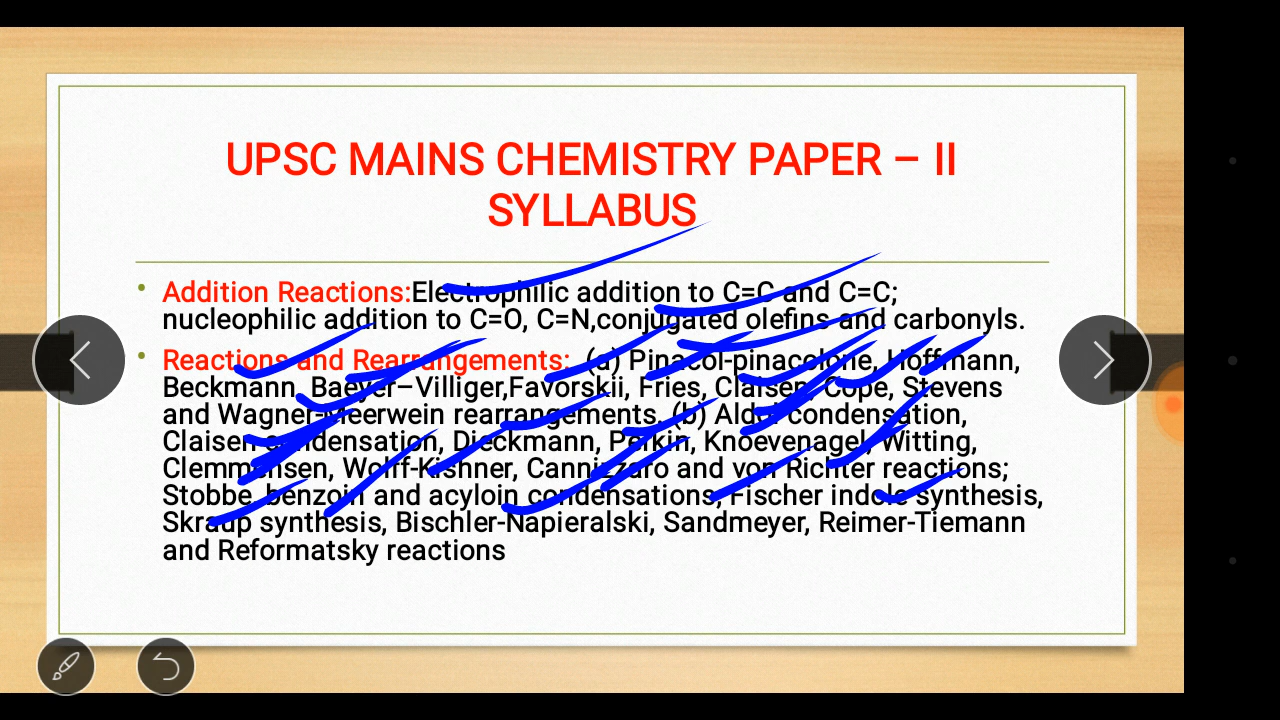 UPSC MAINS CHEMISTRY PAPER – II
SYLLABUS
• Addition Reactions:Electrophilic addition to C=C and C=C;
nucleophilic addition to C=O, C=N,conjugated olefins and carbonyls.
• Reactions and Rearrangements: (a) Pinacol-pinacolone, Hoffmann,
Beckmann, Baeyer–Villiger,Favorskii, Fries, Claisen, Cope, Stevens
and Wagner-Meerwein rearrangements. (b) Aldol condensation,
Claisen condensation, Dieckmann, Perkin, Knoevenagel, Witting,
Clemmensen, Wolff-Kishner, Cannizzaro and von Richter reactions;
Stobbe, benzoin and acyloin condensations, Fischer indole synthesis,
Skraup synthesis, Bischler-Napieralski, Sandmeyer, Reimer-Tiemann
and Reformatsky reactions